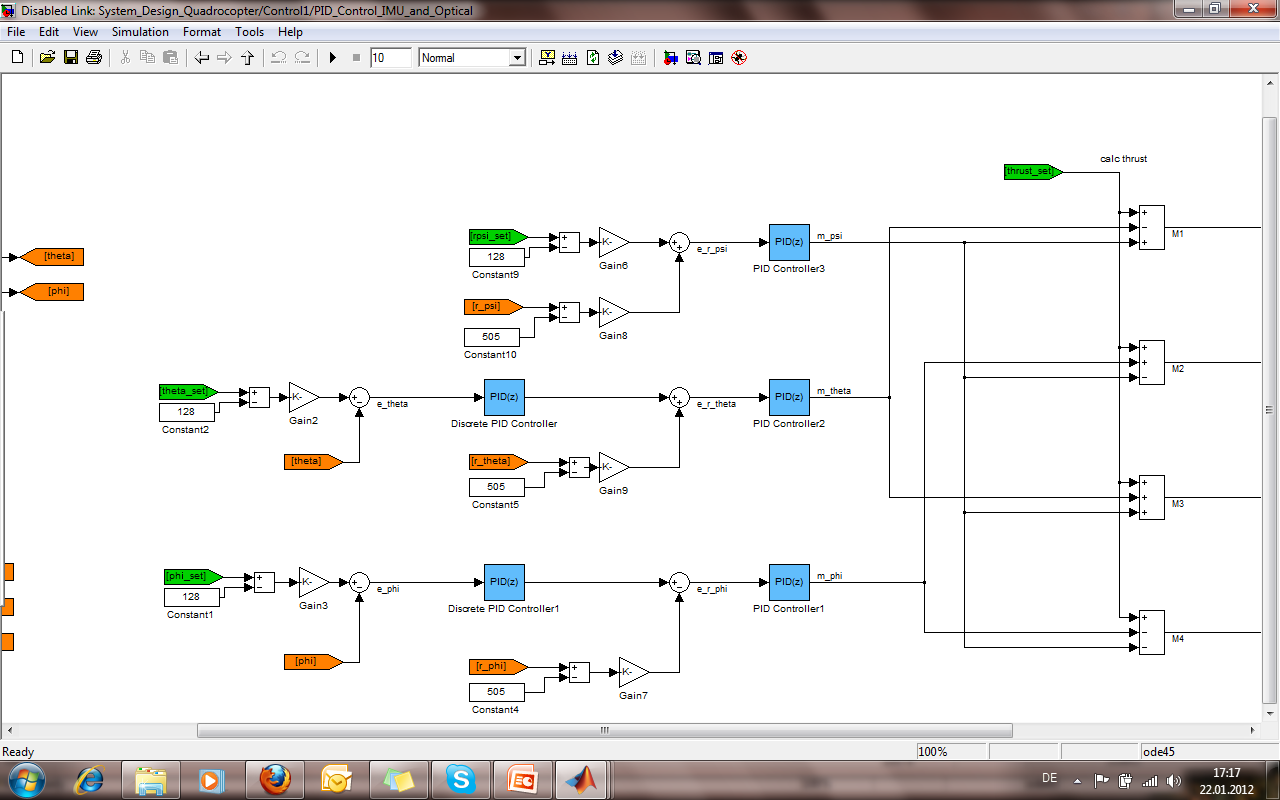 Disabled Link: System_Design_Quadrocopter/Control1/PID_Control_IMU_and_Optical
File Edit View Simulation Format Tools Help
10 Normal
calc thrust
[thrust_set]
+
−
+
M1
[rpsi_set]
+
−
128
Constant9
K-
Gain6
+
+
e_r_psi
PID(z)
m_psi
PID Controller3
[theta]
[phi]
[r_psi]
+
−
505
Constant10
K-
Gain8
+
+
−
M2
[theta_set]
+
−
128
Constant2
K-
Gain2
+
−
e_theta
PID(z)
Discrete PID Controller
+
+
e_r_theta
PID(z)
m_theta
PID Controller2
[theta]
[r_theta]
+
−
505
Constant5
K-
Gain9
+
+
+
M3
[phi_set]
+
−
128
Constant1
K-
Gain3
+
−
e_phi
PID(z)
Discrete PID Controller1
+
−
e_r_phi
PID(z)
m_phi
PID Controller1
+
−
−
M4
[phi]
[r_phi]
+
−
505
Constant4
K-
Gain7
Ready 100% ode45
DE 17:17
22.01.2012